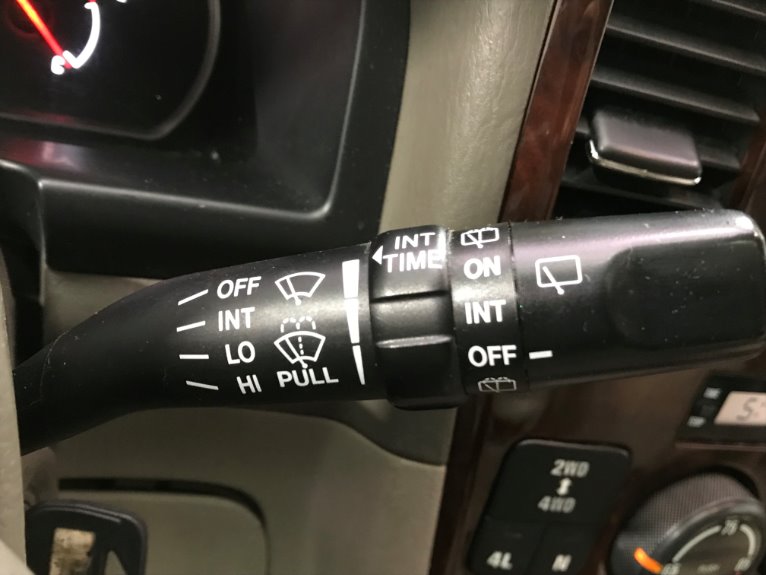 OFF
INT
LO
HI PULL
INT
TIME
ON
INT
OFF
2WD
4WD
4L N